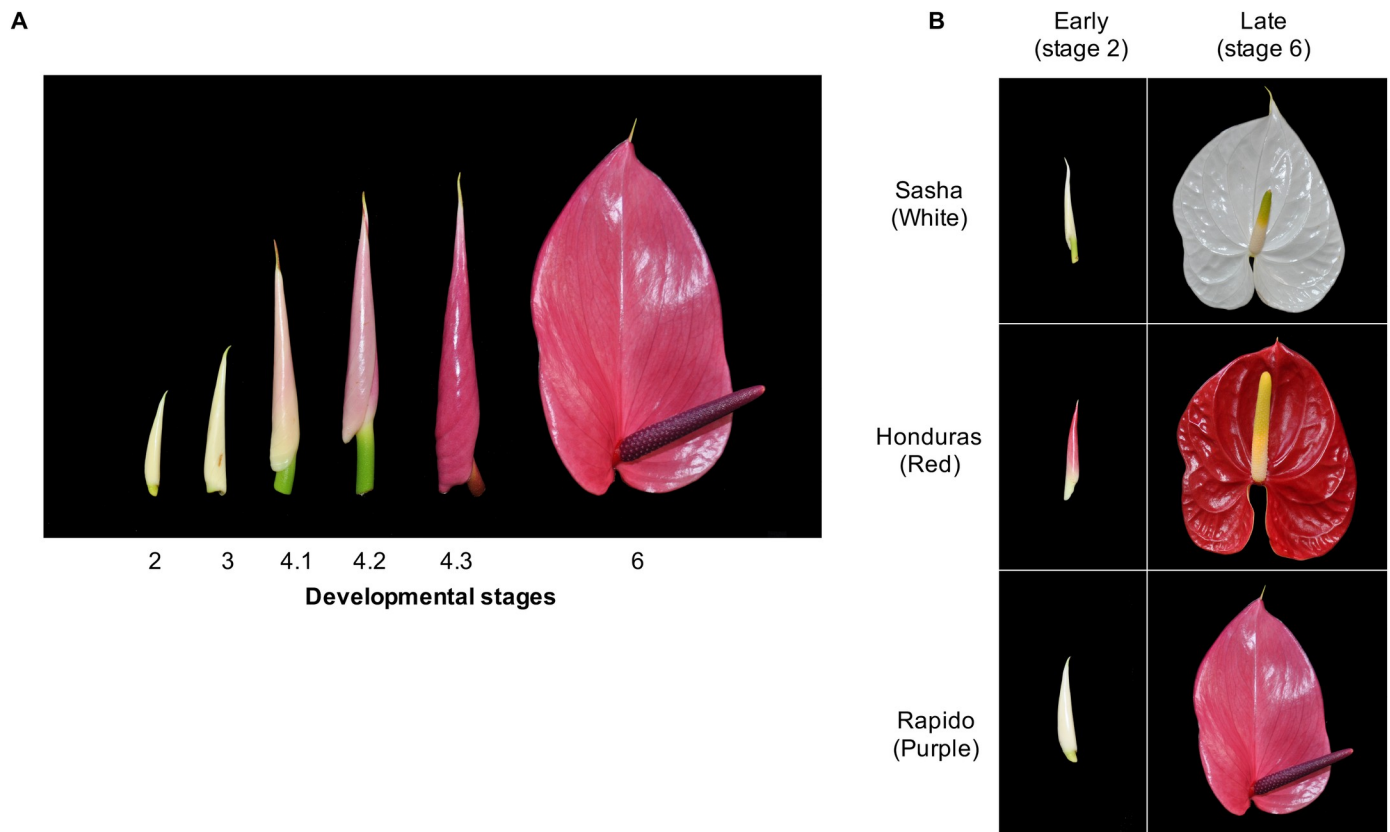 A
2 3 4.1 4.2 4.3 6
Developmental stages
B
Early
(stage 2)
Late
(stage 6)
Sasha
(White)
Honduras
(Red)
Rapido
(Purple)